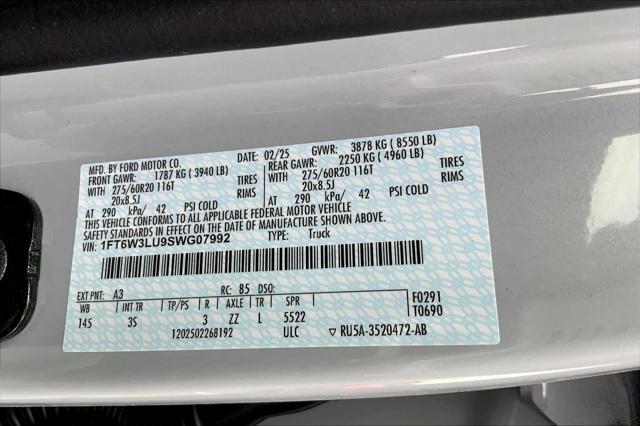 MFD. BY FORD MOTOR CO. 02/25 GVWR: 3878 KG ( 8550 LB)
FRONT GAWR: 1787 KG ( 3940 LB) REAR GAWR: 2250 KG ( 4960 LB)
WITH 275/60R20 116T TIRES WITH 275/60R20 116T TIRES
20x8.5J RIMS 20x8.5J RIMS
AT 290 kPa/ 42 PSI COLD AT 290 kPa/ 42 PSI COLD
THIS VEHICLE CONFORMS TO ALL APPLICABLE FEDERAL MOTOR VEHICLE
SAFETY STANDARDS IN EFFECT ON THE DATE OF MANUFACTURE SHOWN ABOVE.
VIN: 1FT6W3LU9SWG07992 TYPE: Truck
EXT PNT: A3 RC: 85 DSO: F0291
WB INT TR TP/PS R AXLE TR SPR T0690
145 3S 3 ZZ L 5522
1202502268192 ULC ▽ RU5A-3520472-AB